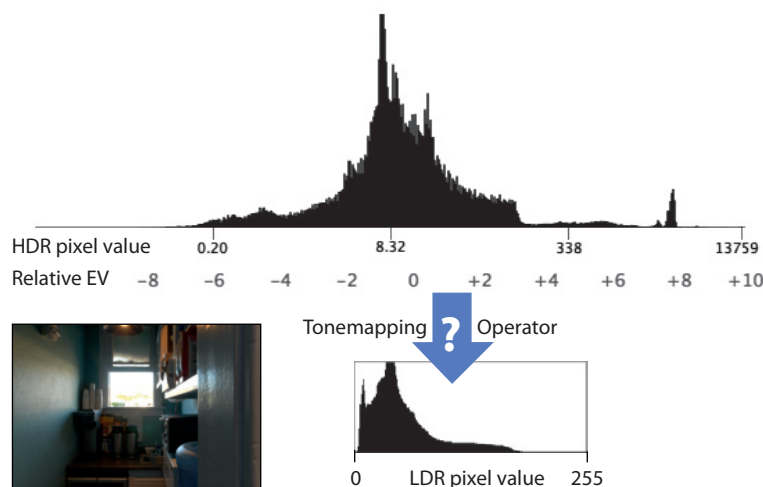 HDR pixel value 0.20 8.32 338 13759
Relative EV -8 -6 -4 -2 0 +2 +4 +6 +8 +10
Tonemapping ? Operator
0 LDR pixel value 255